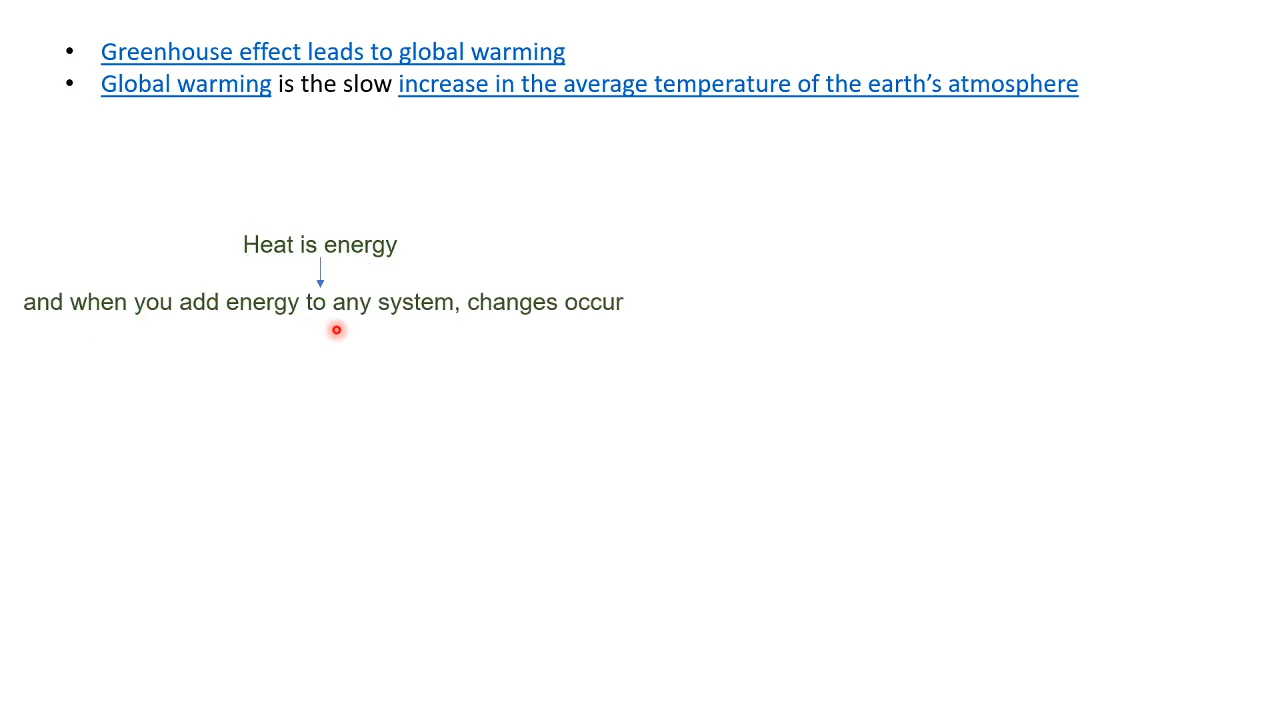 • Greenhouse effect leads to global warming
• Global warming is the slow increase in the average temperature of the earth’s atmosphere
Heat is energy
and when you add energy to any system, changes occur